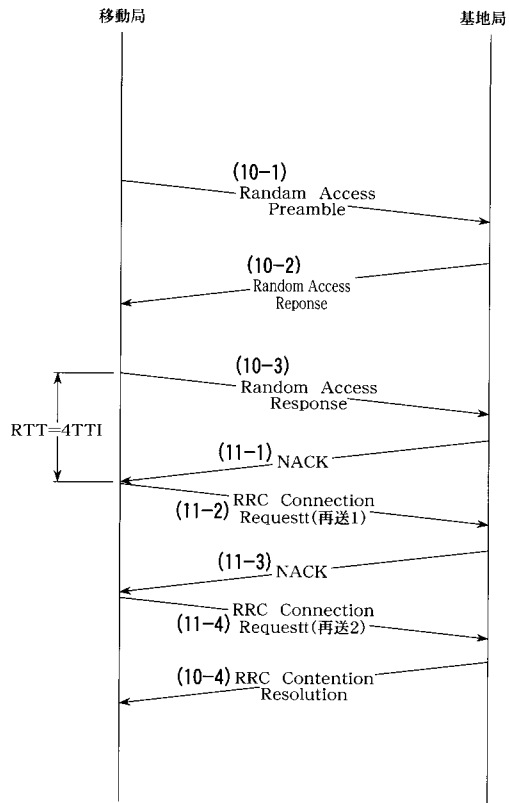 移動局
基地局
(10-1)
Randam Access
Preamble
(10-2)
Random Access
Reponse
(10-3)
Random Access
Response
RTT=4TTI
(11-1) NACK
RRC Connection
(11-2) Requestt(再送1)
(11-3) NACK
RRC Connection
(11-4) Requestt(再送2)
(10-4) RRC Contention
Resolution